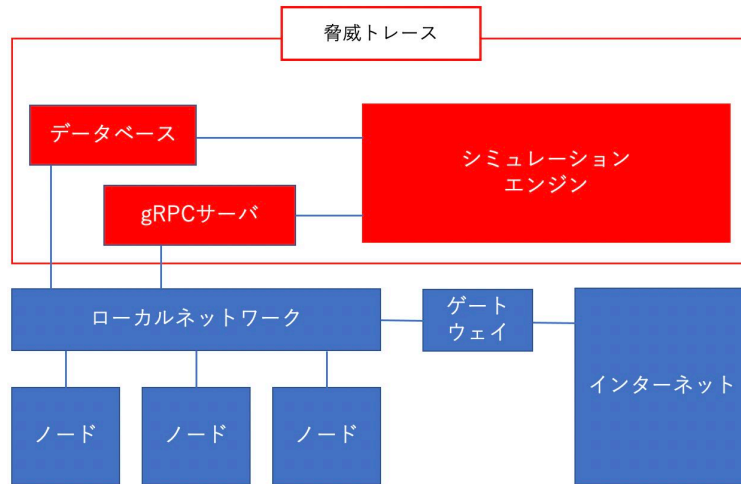 脅威トレース
データベース
シミュレーション
エンジン
gRPCサーバ
ローカルネットワーク
ゲート
ウェイ
インターネット
ノード
ノード
ノード